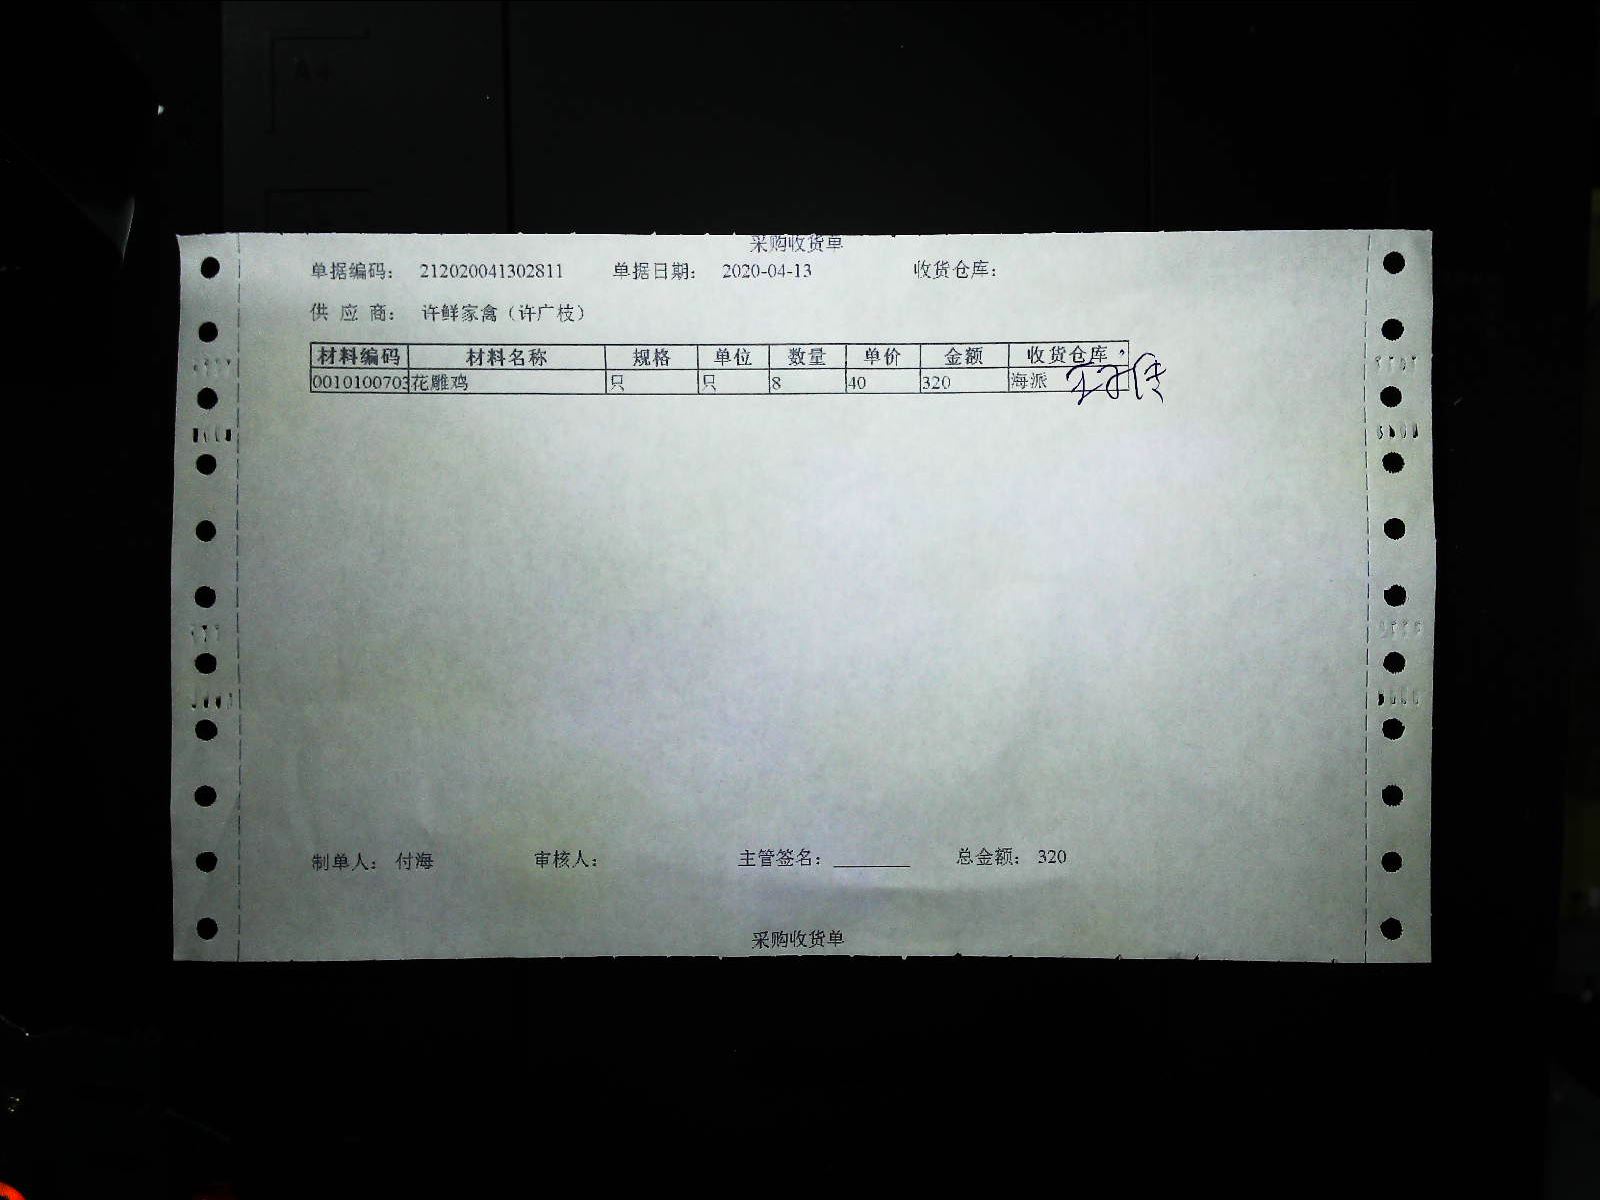 采购收货单
单据编码： 212020041302811 单据日期： 2020-04-13 收货仓库：
供 应 商： 许鲜家禽（许广枝）
材料编码 材料名称 规格 单位 数量 单价 金额 收货仓库
0010100703 花雕鸡 只 只 8 40 320 海派
制单人： 付海 审核人： 主管签名： 总金额： 320
采购收货单